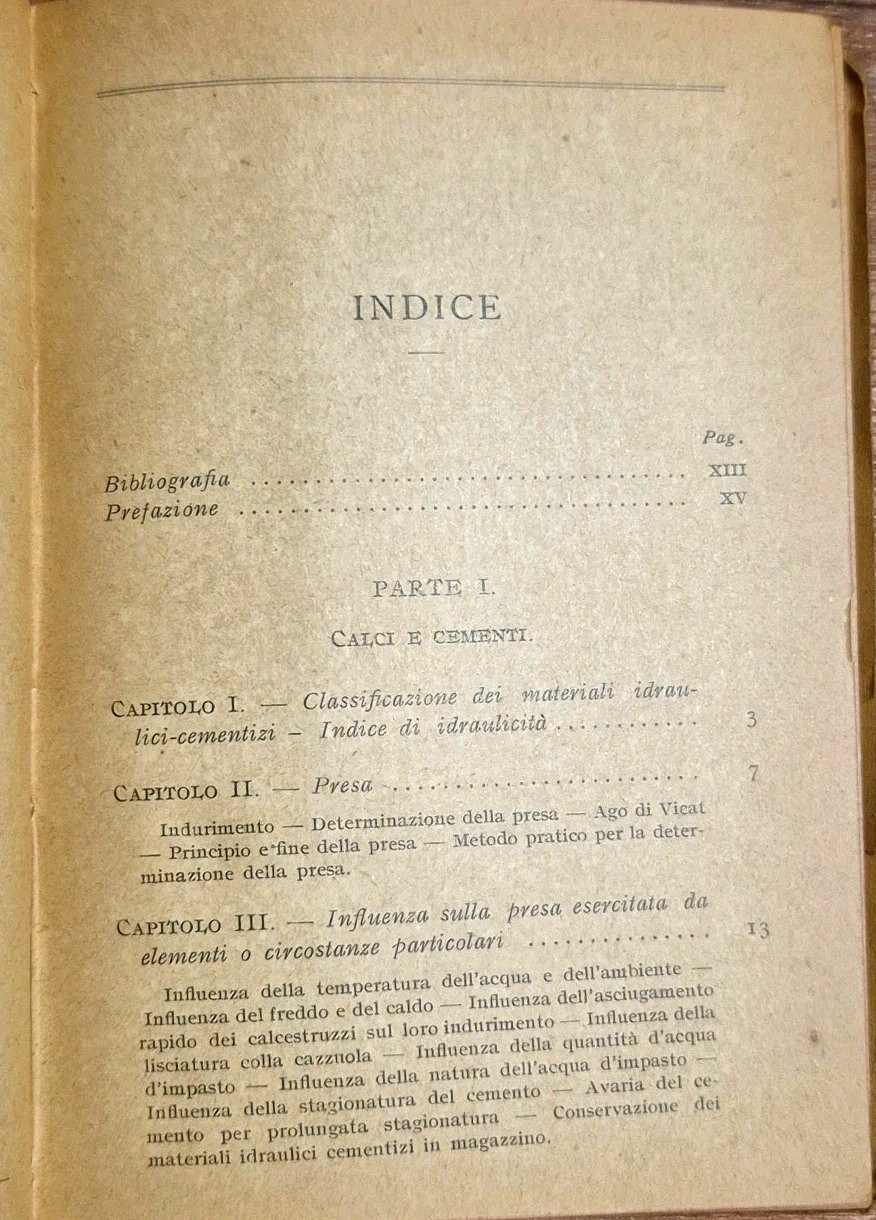 INDICE
Pag.
Bibliografia ........................................ XIII
Prefazione ........................................ XV
PARTE I.
CALCI E CEMENTI.
CAPITOLO I. — Classificazione dei materiali idrau-
lici-cementizi – Indice di idraulicità ............ 3
CAPITOLO II. — Presa ........................ 7
Indurimento — Determinazione della presa — Ago di Vicat
— Principio e fine della presa — Metodo pratico per la deter-
minazione della presa.
CAPITOLO III. — Influenza sulla presa esercitata da
elementi o circostanze particolari ............... 13
Influenza della temperatura dell'acqua e dell'ambiente —
Influenza del freddo e del caldo — Influenza dell'asciugamento
rapido dei calcestruzzi sul loro indurimento — Influenza della
lisciatura colla cazzuola — Influenza della quantità d'acqua
d'impasto — Influenza della natura dell'acqua d'impasto —
Influenza della stagionatura del cemento — Avaria del ce-
mento per prolungata stagionatura — Conservazione dei
materiali idraulici cementizi in magazzino.